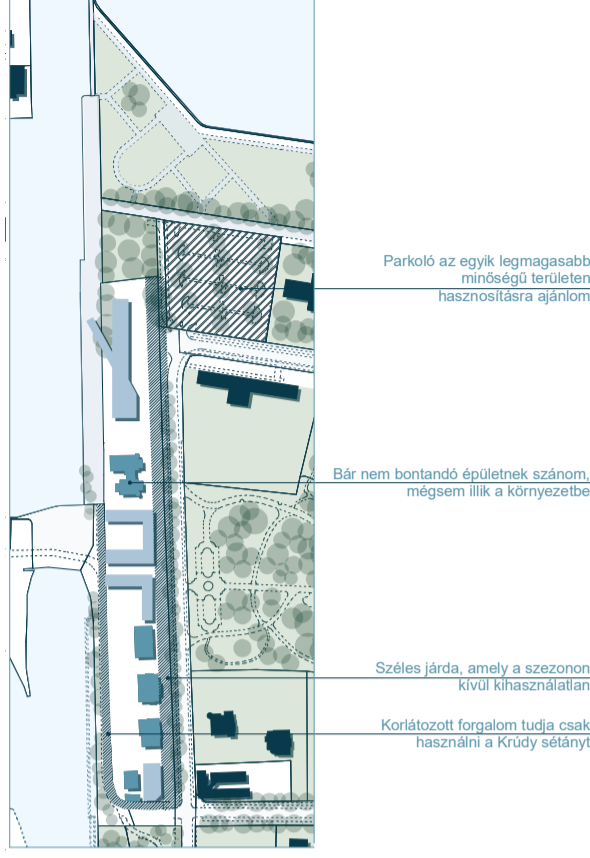 Parkoló az egyik legmagasabb
minőségű területen
hasznosításra ajánlom
Bár nem bontandó épületnek szánom,
mégsem illik a környezetbe
Széles járda, amely a szezonon
kívül kihasználatlan
Korlátozott forgalom tudja csak
használni a Krúdy sétányt